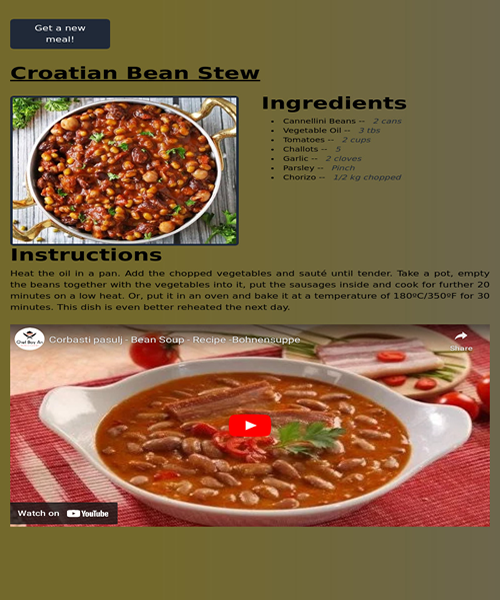 Get a new
meal!
Croatian Bean Stew
Ingredients
Cannellini Beans -- 2 cans
Vegetable Oil -- 3 tbs
Tomatoes -- 2 cups
Challots -- 5
Garlic -- 2 cloves
Parsley -- Pinch
Chorizo -- 1/2 kg chopped
Instructions
Heat the oil in a pan. Add the chopped vegetables and sauté until tender. Take a pot, empty
the beans together with the vegetables into it, put the sausages inside and cook for further 20
minutes on a low heat. Or, put it in an oven and bake it at a temperature of 180ºC/350ºF for 30
minutes. This dish is even better reheated the next day.
Corbasti pasulj - Bean Soup - Recipe -Bohnensuppe
Share
Watch on YouTube